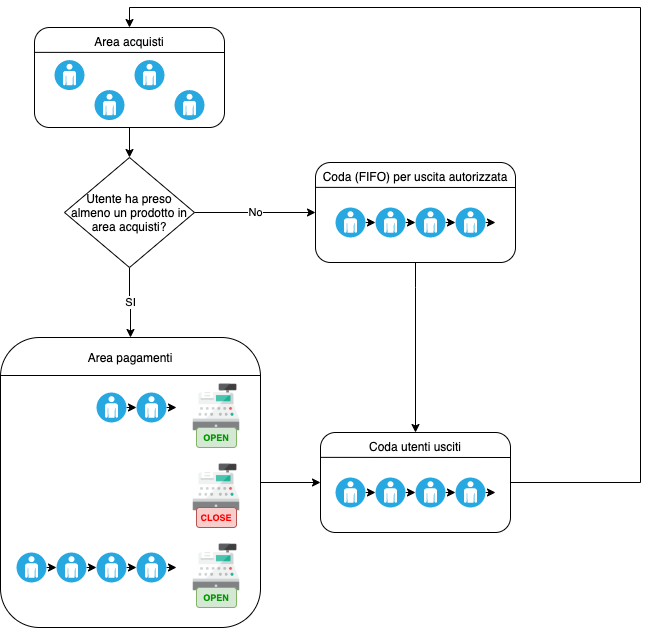 Area acquisti
Utente ha preso
almeno un prodotto in
area acquisti?
No
Coda (FIFO) per uscita autorizzata
SI
Area pagamenti
OPEN
CLOSE
OPEN
Coda utenti usciti